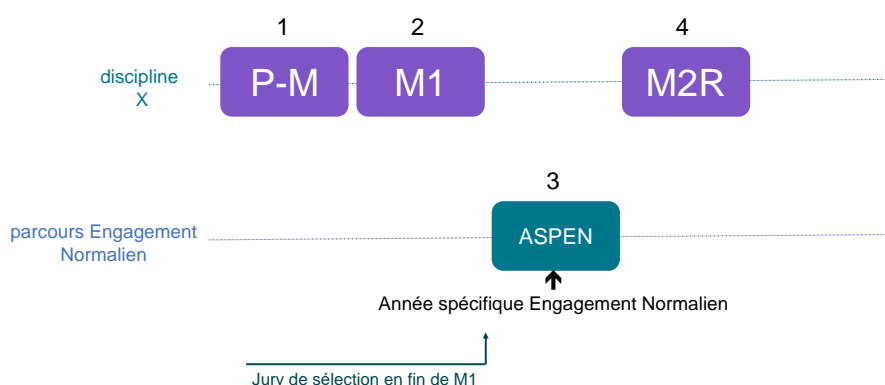 1
2
4
discipline
X
P-M
M1
M2R
3
parcours Engagement
Normalien
ASPEN
Année spécifique Engagement Normalien
Jury de sélection en fin de M1